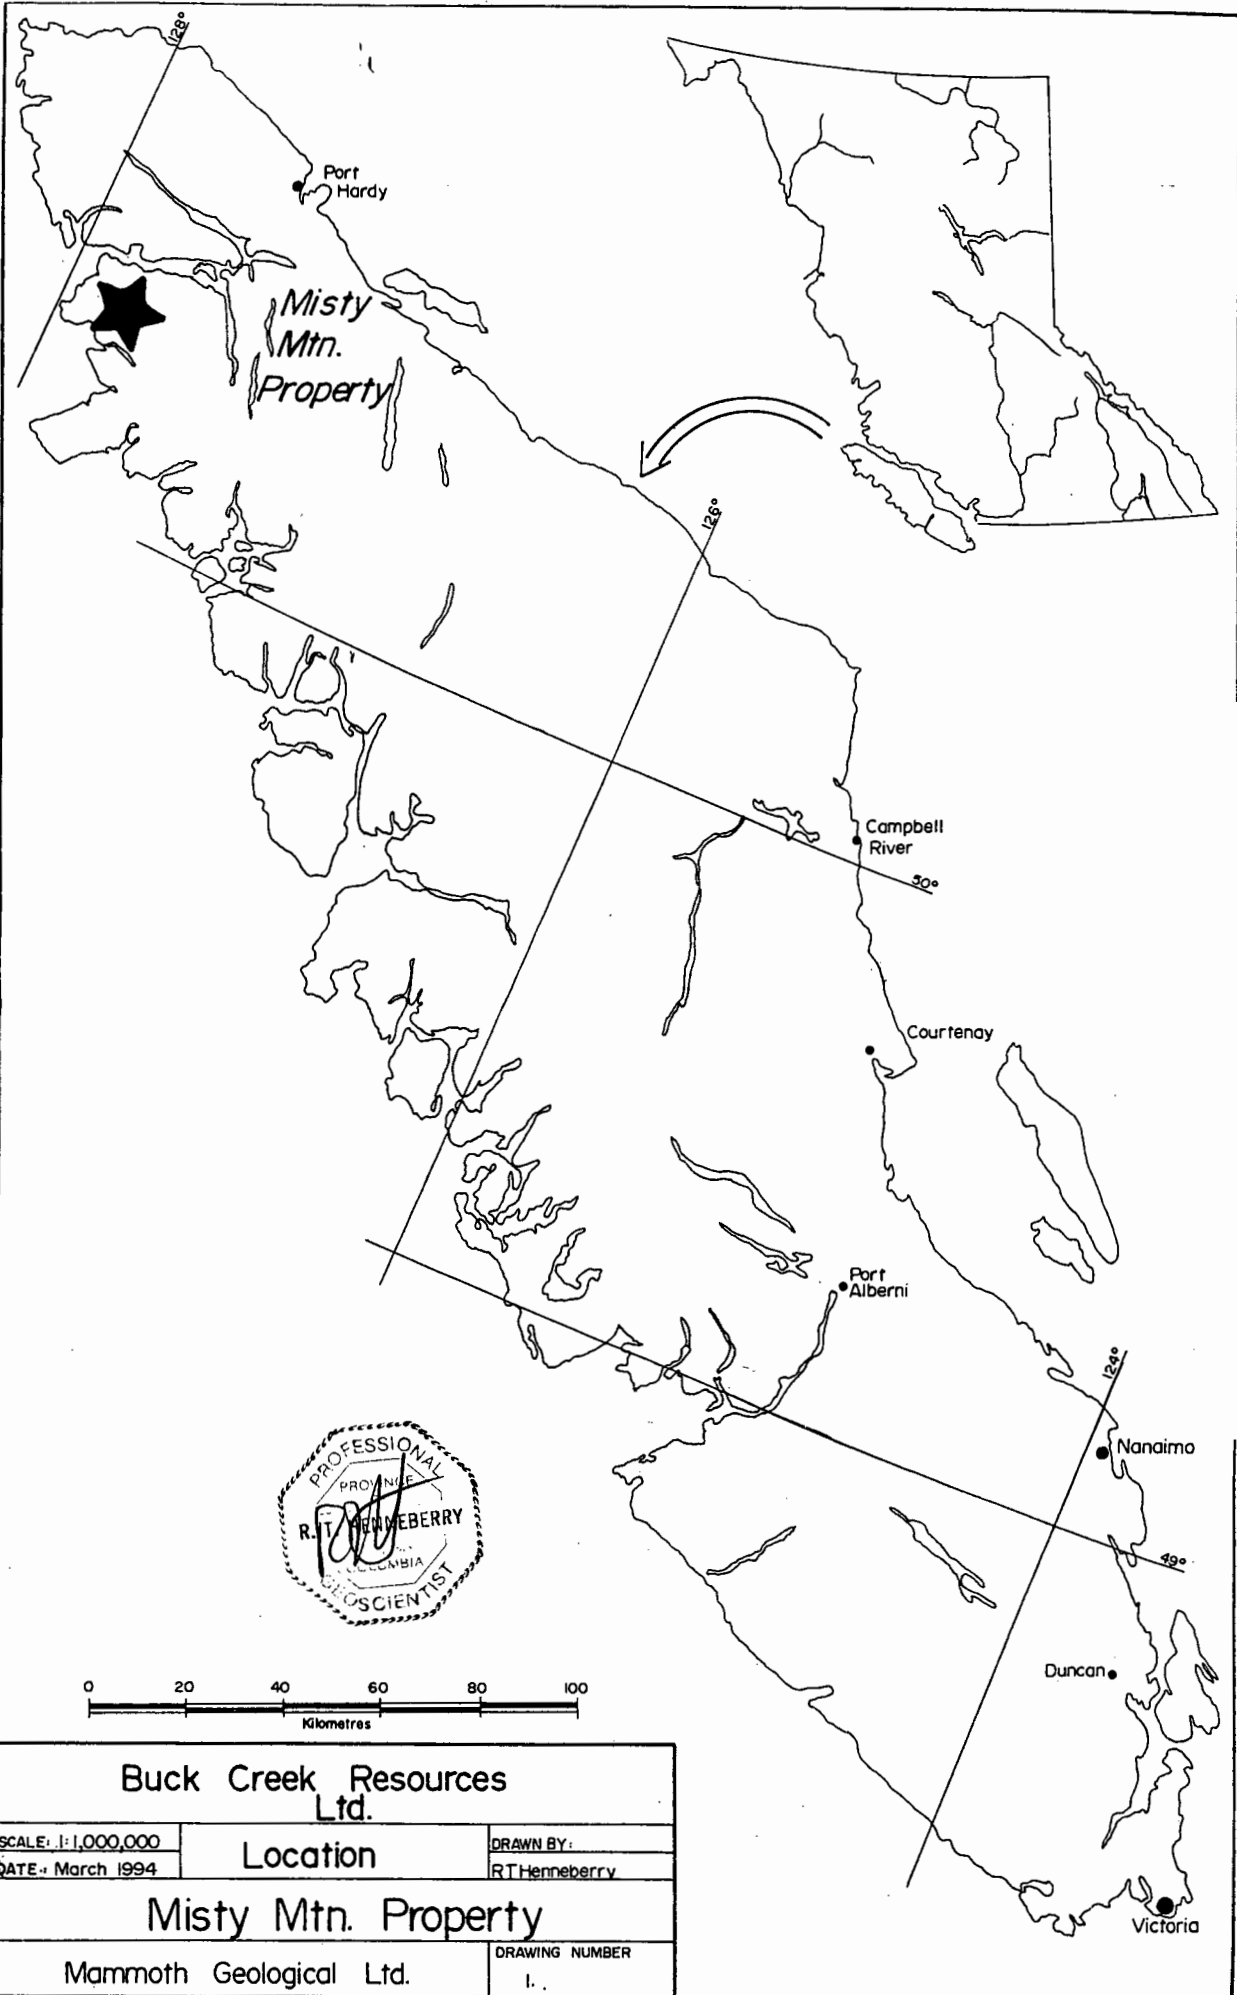 128°
Port
Hardy
Misty
Mtn.
Property
126°
Campbell
River
50°
Courtenay
Port
Alberni
124°
Nanaimo
49°
Duncan
Victoria
PROFESSIONAL
PROVINCE
R. T. HENNEBERRY
COLUMBIA
GEOSCIENTIST
0 20 40 60 80 100
Kilometres
Buck Creek Resources
Ltd.
SCALE: 1:1,000,000
DATE: March 1994
Location
DRAWN BY:
RTHenneberry
Misty Mtn. Property
Mammoth Geological Ltd.
DRAWING NUMBER
1.